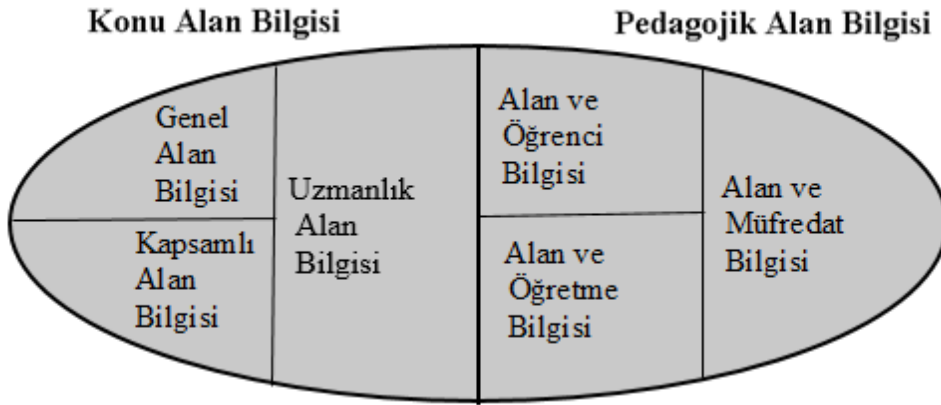 Konu Alan Bilgisi
Pedagojik Alan Bilgisi
Genel
Alan
Bilgisi
Kapsamlı
Alan
Bilgisi
Uzmanlık
Alan
Bilgisi
Alan ve
Öğrenci
Bilgisi
Alan ve
Öğretme
Bilgisi
Alan ve
Müfredat
Bilgisi